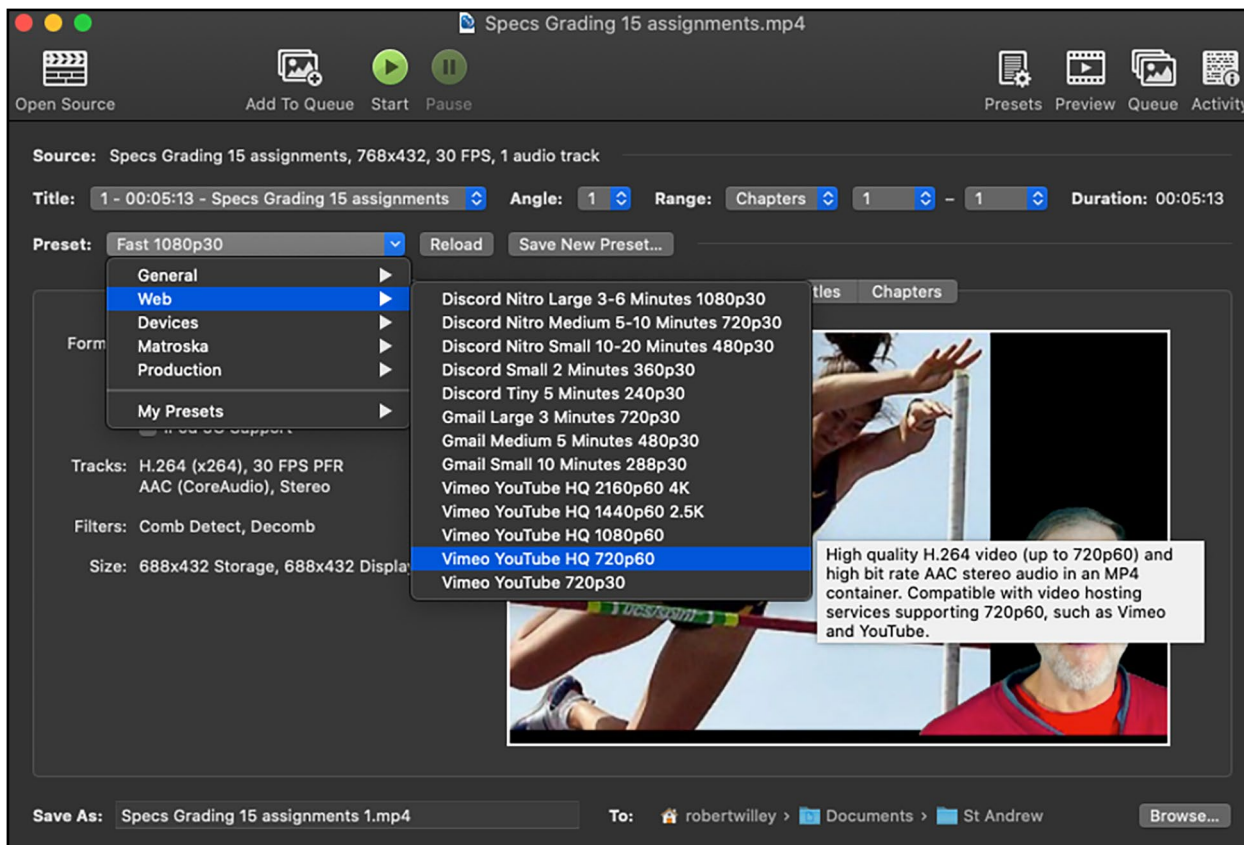 Specs Grading 15 assignments.mp4
Open Source
Add To Queue
Start
Pause
Presets
Preview
Queue
Activity
Source: Specs Grading 15 assignments, 768x432, 30 FPS, 1 audio track
Title: 1 - 00:05:13 - Specs Grading 15 assignments Angle: 1 Range: Chapters 1 - 1 Duration: 00:05:13
Preset: Fast 1080p30 Reload Save New Preset...
General
Web
Devices
Matroska
Production
My Presets
Discord Nitro Large 3-6 Minutes 1080p30
Discord Nitro Medium 5-10 Minutes 720p30
Discord Nitro Small 10-20 Minutes 480p30
Discord Small 2 Minutes 360p30
Discord Tiny 5 Minutes 240p30
Gmail Large 3 Minutes 720p30
Gmail Medium 5 Minutes 480p30
Gmail Small 10 Minutes 288p30
Vimeo YouTube HQ 2160p60 4K
Vimeo YouTube HQ 1440p60 2.5K
Vimeo YouTube HQ 1080p60
Vimeo YouTube HQ 720p60
Vimeo YouTube 720p30
tles
Chapters
Form
Tracks: H.264 (x264), 30 FPS PFR
AAC (CoreAudio), Stereo
Filters: Comb Detect, Decomb
Size: 688x432 Storage, 688x432 Display
High quality H.264 video (up to 720p60) and
high bit rate AAC stereo audio in an MP4
container. Compatible with video hosting
services supporting 720p60, such as Vimeo
and YouTube.
Save As: Specs Grading 15 assignments 1.mp4 To: robertwilley › Documents › St Andrew Browse...